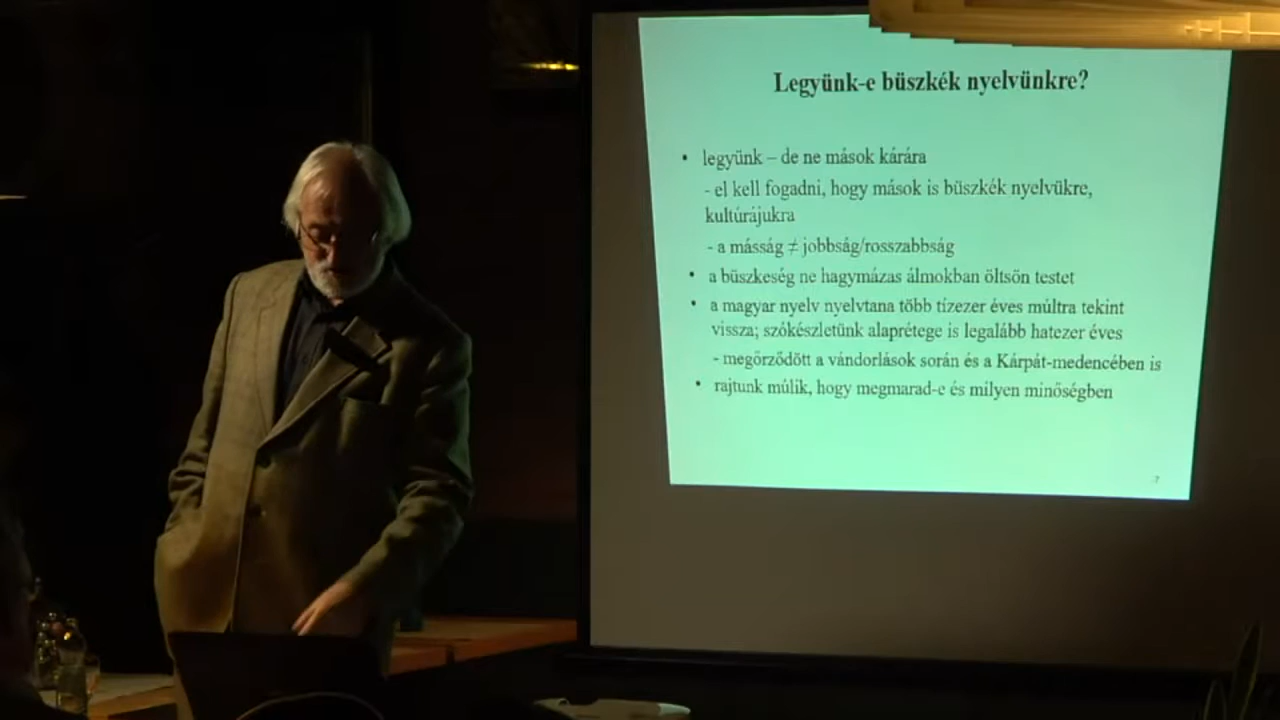 Legyünk-e büszkék nyelvünkre?
• legyünk – de ne mások kárára
- el kell fogadni, hogy mások is büszkék nyelvükre,
kultúrájukra
- a másság ≠ jobbság/rosszabbság
• a büszkeség ne hagymázas álmokban öltsön testet
• a magyar nyelv nyelvtana több tízezer éves múltra tekint
vissza; szókészletünk alaprétege is legalább hatezer éves
- megőrződött a vándorlások során és a Kárpát-medencében is
• rajtunk múlik, hogy megmarad-e és milyen minőségben
7